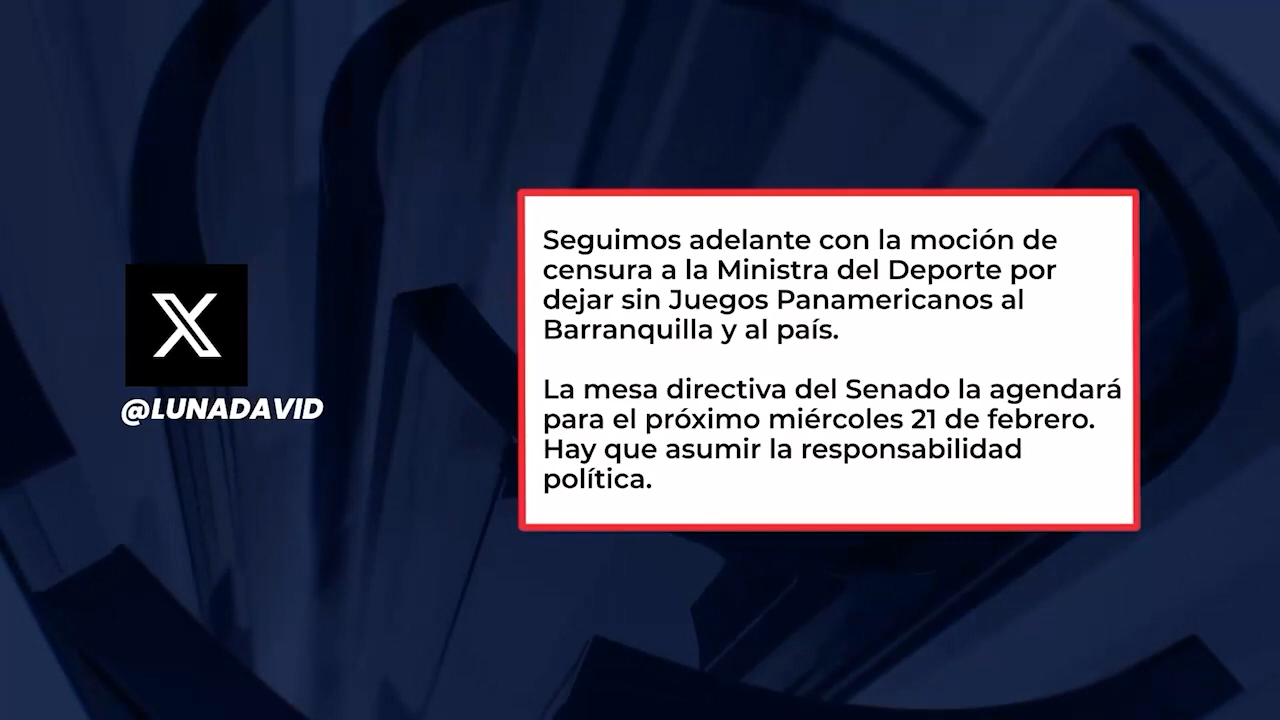 Seguimos adelante con la moción de
censura a la Ministra del Deporte por
dejar sin Juegos Panamericanos al
Barranquilla y al país.
La mesa directiva del Senado la agendará
para el próximo miércoles 21 de febrero.
Hay que asumir la responsabilidad
política.
@LUNADAVID